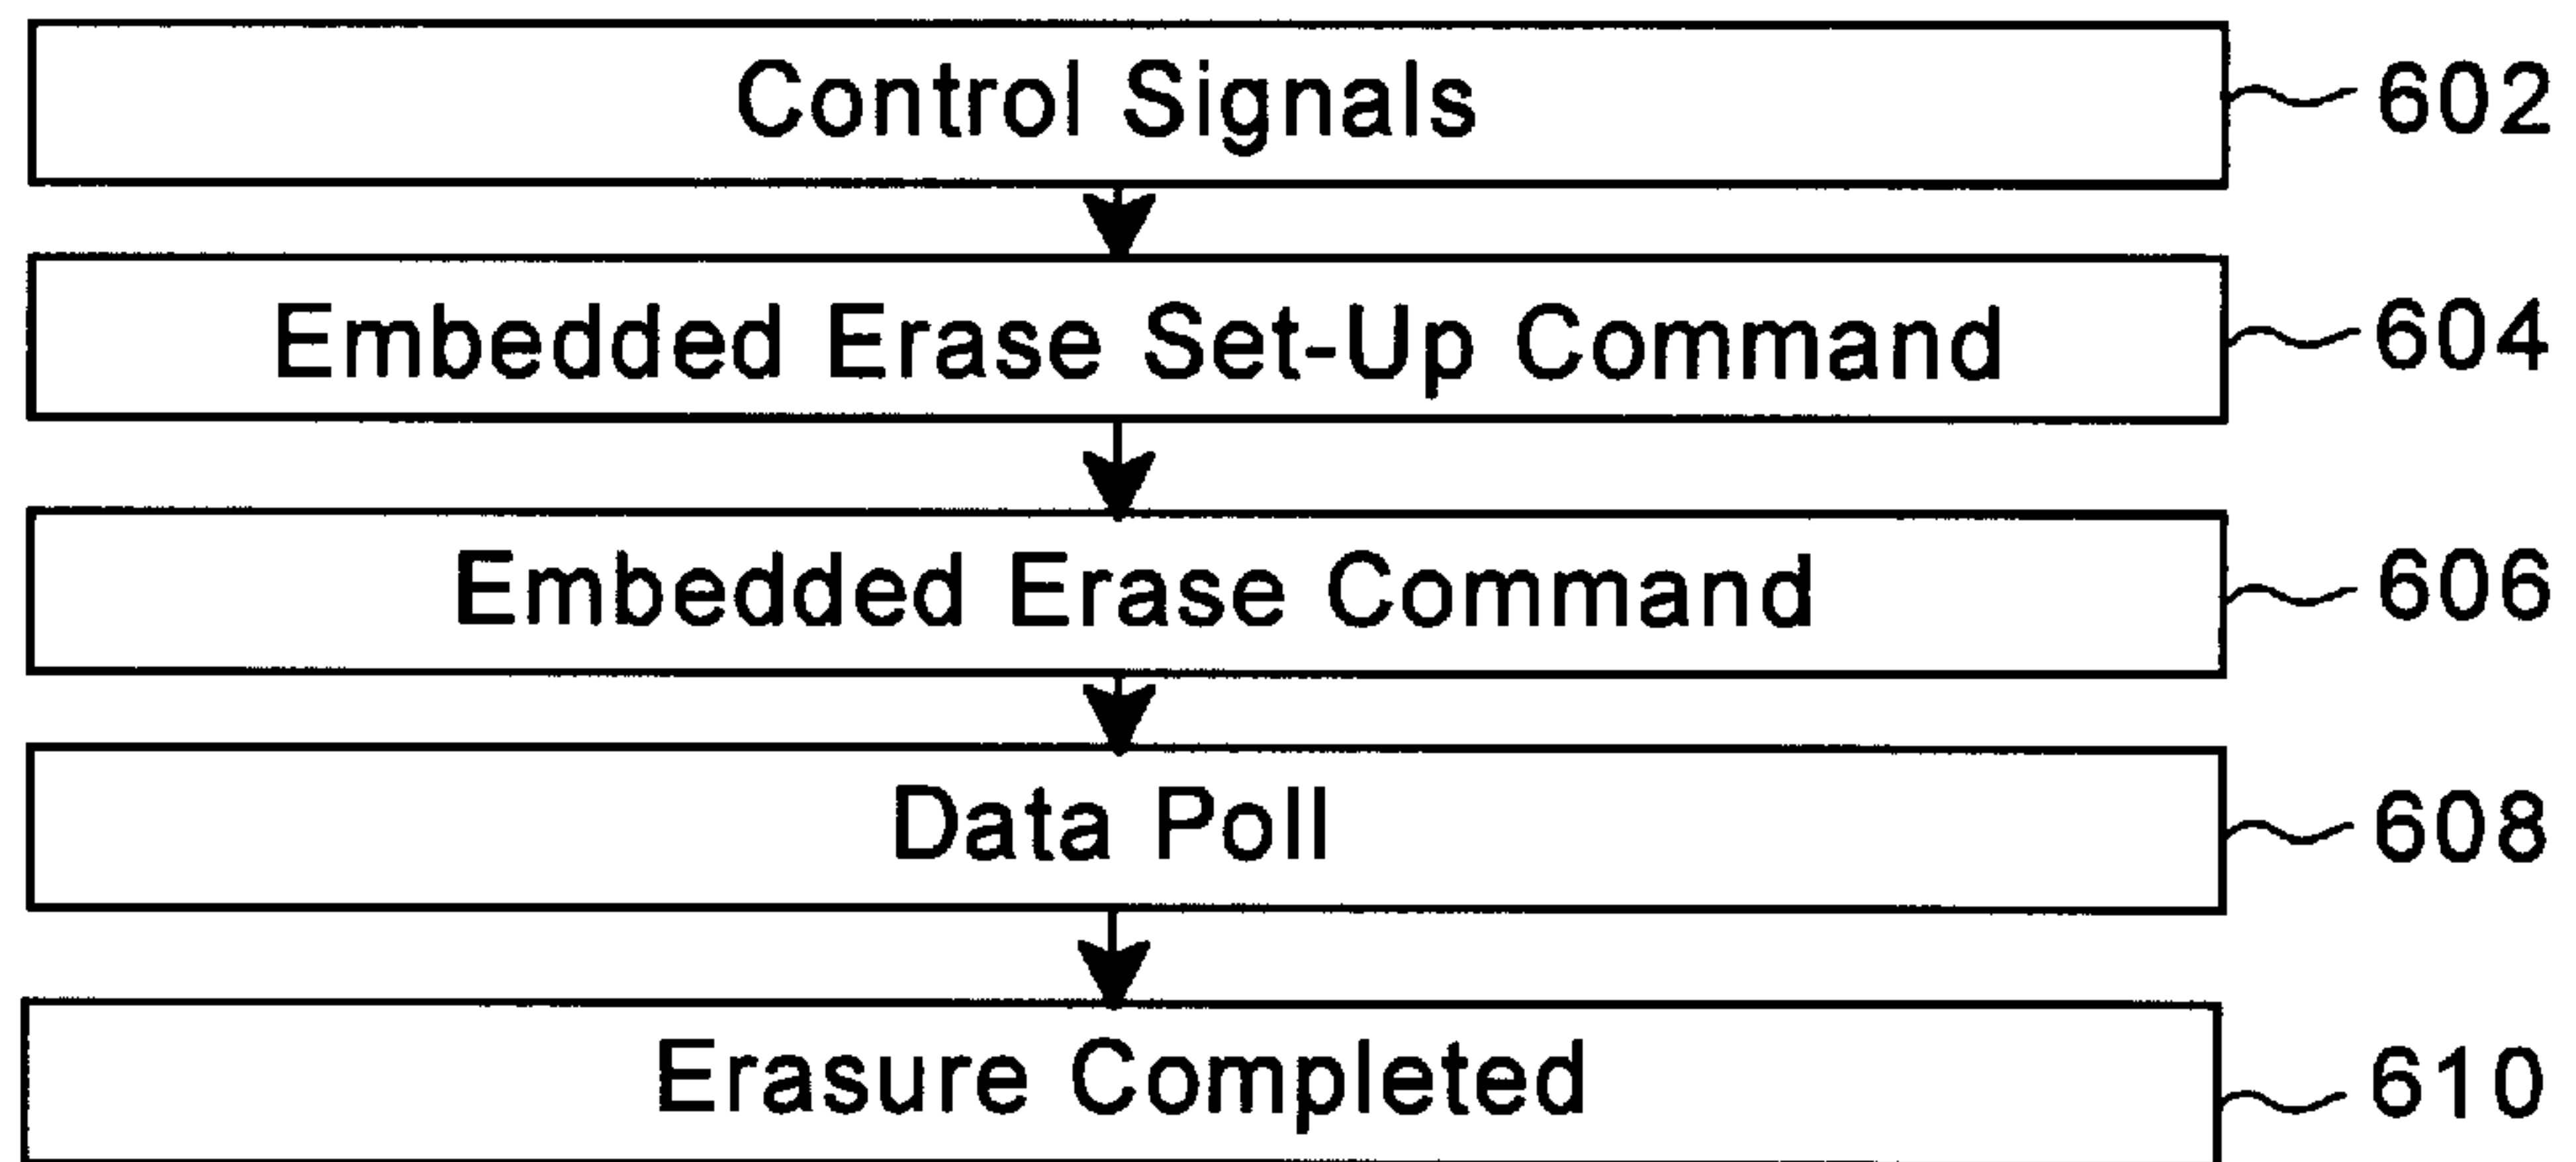 Control Signals 602
Embedded Erase Set-Up Command 604
Embedded Erase Command 606
Data Poll 608
Erasure Completed 610